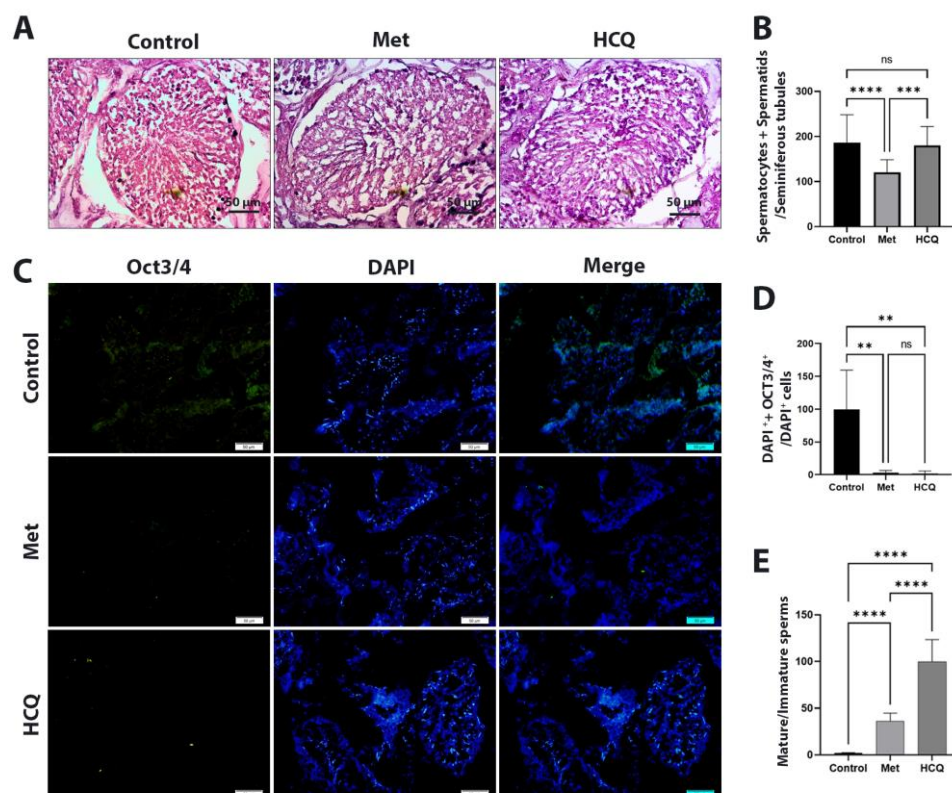 A
Control
Met
HCQ
50 µm
50 µm
50 µm
B
ns
****
***
Spermatocytes + Spermatids
/Seminiferous tubules
300
200
100
0
Control
Met
HCQ
C
Oct3/4
DAPI
Merge
Control
Met
HCQ
D
**
**
ns
DAPI ⁺+ OCT3/4⁺
/DAPI⁺ cells
200
150
100
50
0
Control
Met
HCQ
E
****
****
****
Mature/Immature sperms
150
100
50
0
Control
Met
HCQ